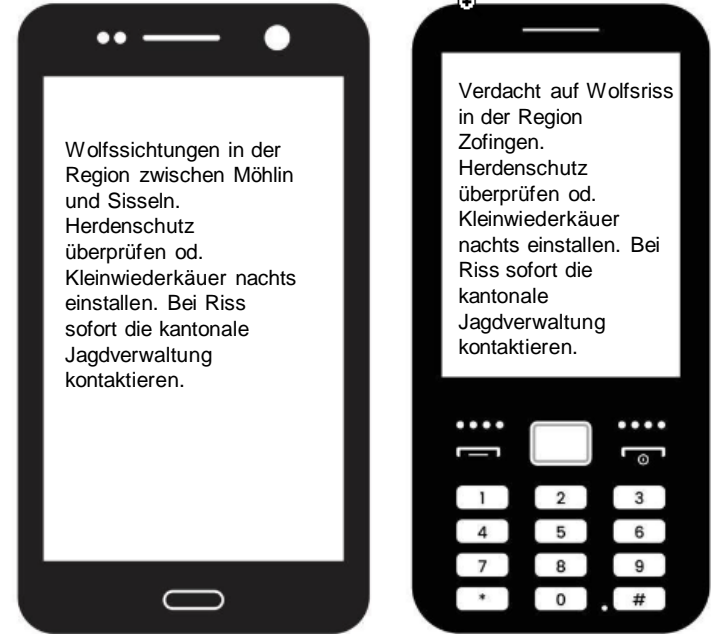 Wolfssichtungen in der
Region zwischen Möhlin
und Sisseln.
Herdenschutz
überprüfen od.
Kleinwiederkäuer nachts
einstallen. Bei Riss
sofort die kantonale
Jagdverwaltung
kontaktieren.
Verdacht auf Wolfsriss
in der Region
Zofingen.
Herdenschutz
überprüfen od.
Kleinwiederkäuer
nachts einstallen. Bei
Riss sofort die
kantonale
Jagdverwaltung
kontaktieren.
1 2 3
4 5 6
7 8 9
* 0 . #